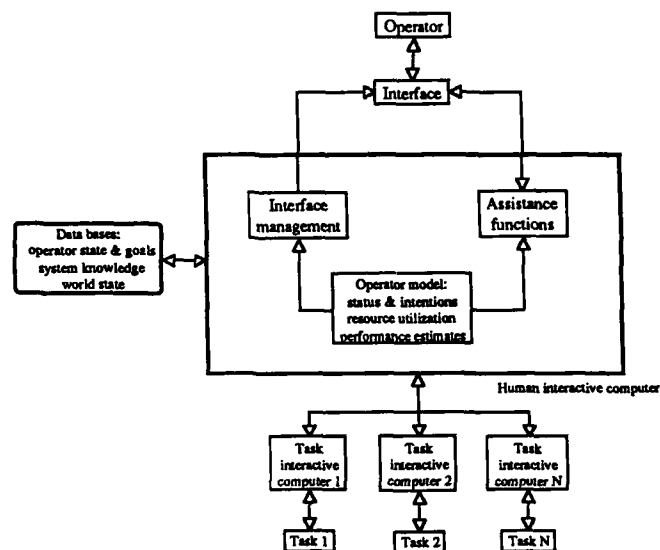 Operator
Interface
Interface
management
Assistance
functions
Data bases:
operator state & goals
system knowledge
world state
Operator model:
status & intentions
resource utilization
performance estimates
Human interactive computer
Task
interactive
computer 1
Task
interactive
computer 2
Task
interactive
computer N
Task 1
Task 2
Task N